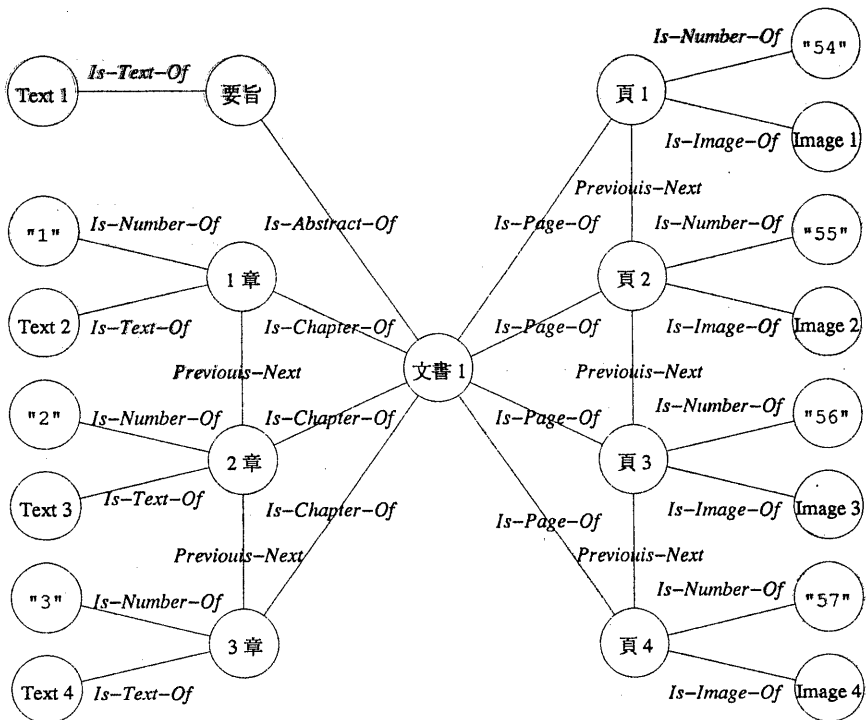 Text 1
Is-Text-Of
要旨
"1"
Is-Number-Of
Is-Abstract-Of
1 章
Text 2
Is-Text-Of
Is-Chapter-Of
Previouis-Next
"2"
Is-Number-Of
Is-Chapter-Of
2 章
Text 3
Is-Text-Of
Is-Chapter-Of
Previouis-Next
"3"
Is-Number-Of
3 章
Text 4
Is-Text-Of
文書 1
Is-Number-Of
"54"
頁 1
Is-Image-Of
Image 1
Previouis-Next
Is-Page-Of
Is-Number-Of
"55"
頁 2
Is-Page-Of
Is-Image-Of
Image 2
Previouis-Next
Is-Number-Of
"56"
Is-Page-Of
頁 3
Is-Image-Of
Image 3
Is-Page-Of
Previouis-Next
Is-Number-Of
"57"
頁 4
Is-Image-Of
Image 4